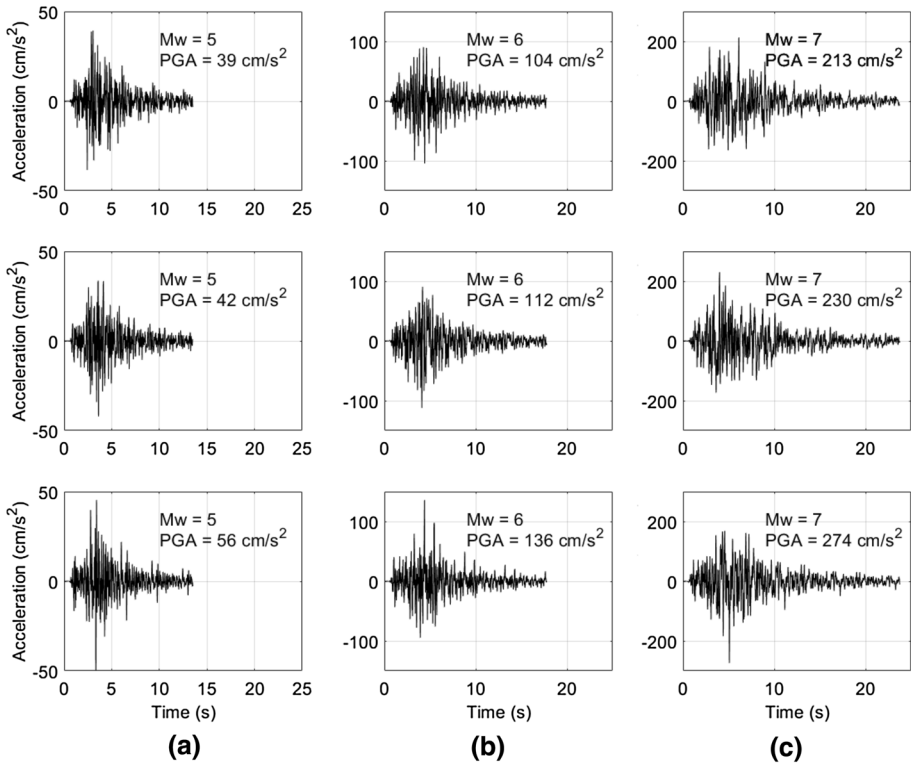 Acceleration (cm/s²)
50
0
-50
0 5 10 15 20 25
Mw = 5
PGA = 39 cm/s²
100
0
-100
0 10 20
Mw = 6
PGA = 104 cm/s²
200
0
-200
0 10 20
Mw = 7
PGA = 213 cm/s²
Acceleration (cm/s²)
50
0
-50
0 5 10 15 20 25
Mw = 5
PGA = 42 cm/s²
100
0
-100
0 10 20
Mw = 6
PGA = 112 cm/s²
200
0
-200
0 10 20
Mw = 7
PGA = 230 cm/s²
Acceleration (cm/s²)
50
0
-50
0 5 10 15 20 25
Mw = 5
PGA = 56 cm/s²
Time (s)
(a)
100
0
-100
0 10 20
Mw = 6
PGA = 136 cm/s²
Time (s)
(b)
200
0
-200
0 10 20
Mw = 7
PGA = 274 cm/s²
Time (s)
(c)